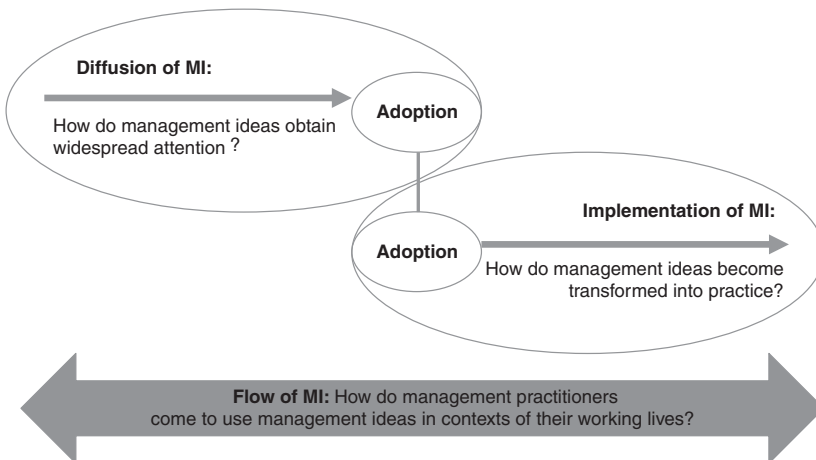 Diffusion of MI:
Adoption
How do management ideas obtain
widespread attention ?
Implementation of MI:
Adoption
How do management ideas become
transformed into practice?
Flow of MI: How do management practitioners
come to use management ideas in contexts of their working lives?